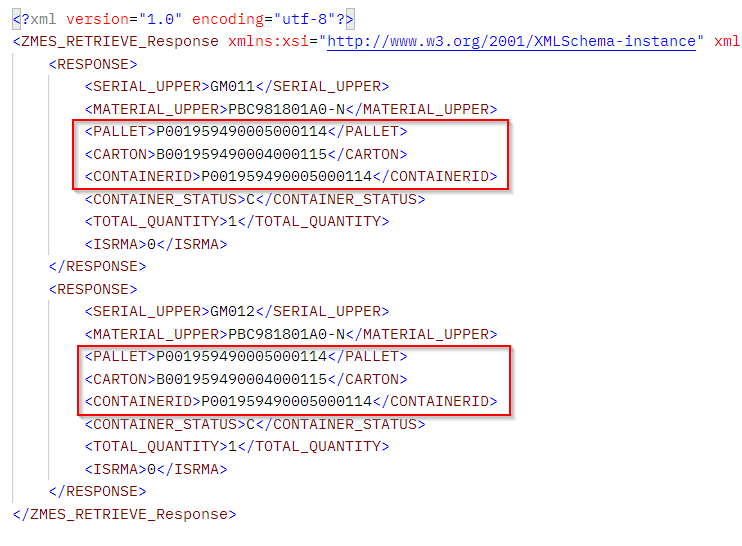 <?xml version="1.0" encoding="utf-8"?>
<ZMES_RETRIEVE_Response xmlns:xsi="http://www.w3.org/2001/XMLSchema-instance" xml
<RESPONSE>
<SERIAL_UPPER>GM011</SERIAL_UPPER>
<MATERIAL_UPPER>PBC981801A0-N</MATERIAL_UPPER>
<PALLET>P001959490005000114</PALLET>
<CARTON>B001959490004000115</CARTON>
<CONTAINERID>P001959490005000114</CONTAINERID>
<CONTAINER_STATUS>C</CONTAINER_STATUS>
<TOTAL_QUANTITY>1</TOTAL_QUANTITY>
<ISRMA>0</ISRMA>
</RESPONSE>
<RESPONSE>
<SERIAL_UPPER>GM012</SERIAL_UPPER>
<MATERIAL_UPPER>PBC981801A0-N</MATERIAL_UPPER>
<PALLET>P001959490005000114</PALLET>
<CARTON>B001959490004000115</CARTON>
<CONTAINERID>P001959490005000114</CONTAINERID>
<CONTAINER_STATUS>C</CONTAINER_STATUS>
<TOTAL_QUANTITY>1</TOTAL_QUANTITY>
<ISRMA>0</ISRMA>
</RESPONSE>
</ZMES_RETRIEVE_Response>